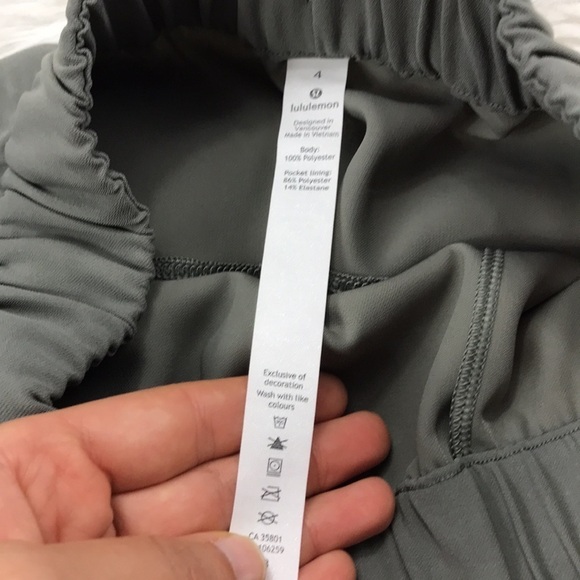 4
lululemon
Designed in
Vancouver
Made in Vietnam
Body:
100% Polyester
Pocket lining:
86% Polyester
14% Elastane
Exclusive of
decoration
Wash with like
colours
CA 35801
106259